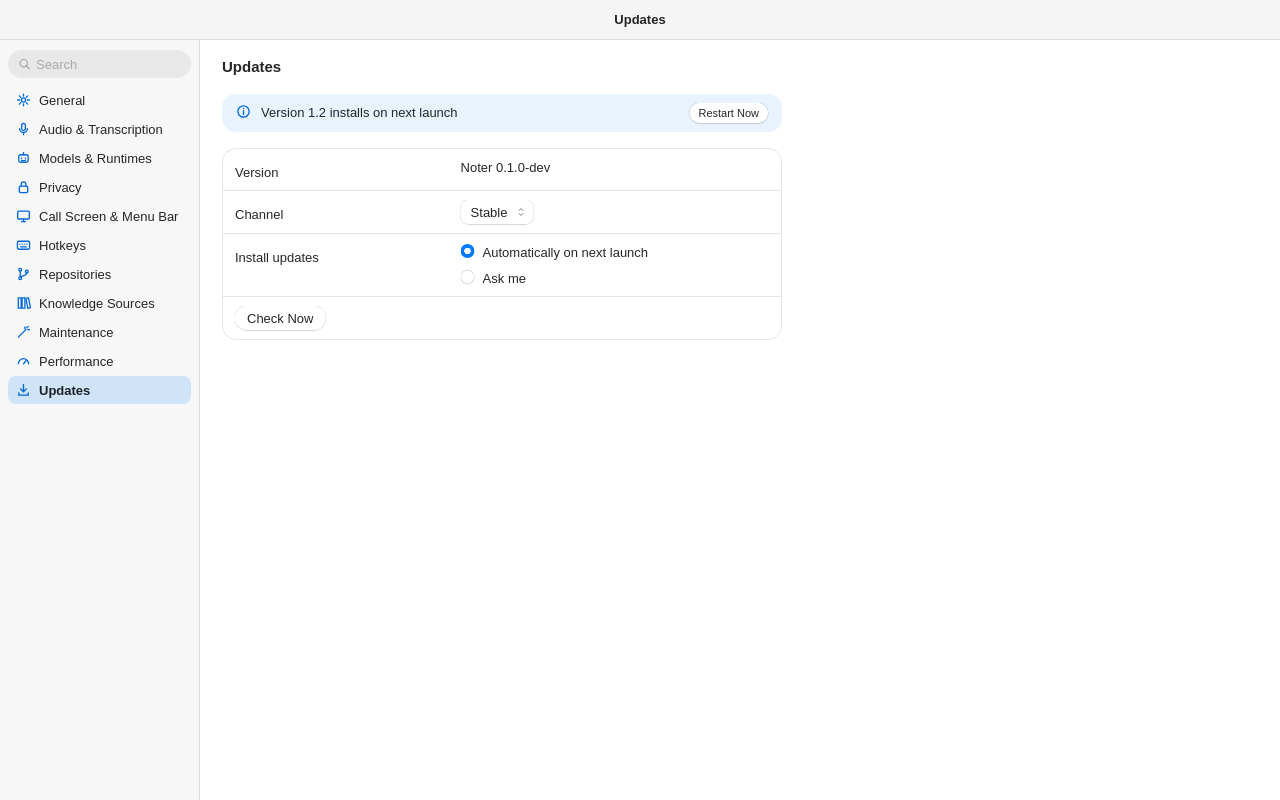 Updates
Search
General
Audio & Transcription
Models & Runtimes
Privacy
Call Screen & Menu Bar
Hotkeys
Repositories
Knowledge Sources
Maintenance
Performance
Updates
Updates
Version 1.2 installs on next launch
Restart Now
Version
Noter 0.1.0-dev
Channel
Stable
Install updates
Automatically on next launch
Ask me
Check Now